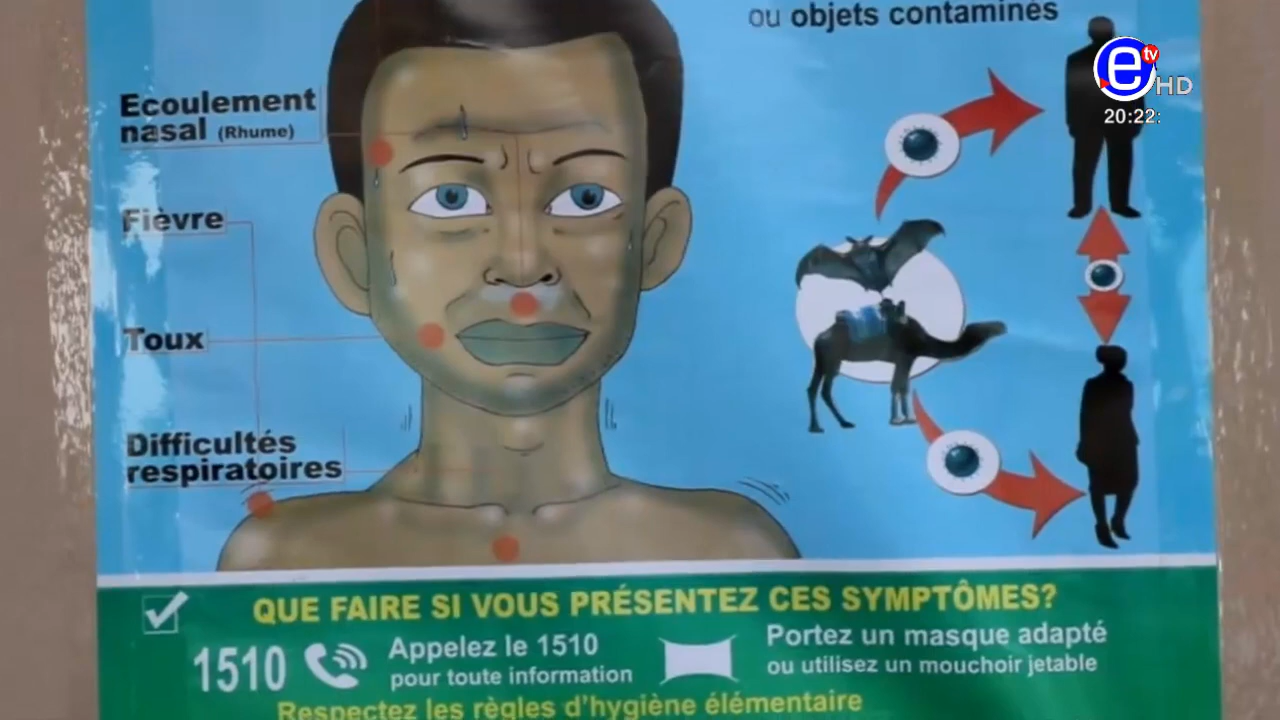 ou objets contaminés
e tv
HD
20:22:
Ecoulement
nasal (Rhume)
Fièvre
Toux
Difficultés
respiratoires
QUE FAIRE SI VOUS PRÉSENTEZ CES SYMPTÔMES?
1510
Appelez le 1510
pour toute information
Portez un masque adapté
ou utilisez un mouchoir jetable
Respectez les règles d'hygiène élémentaire